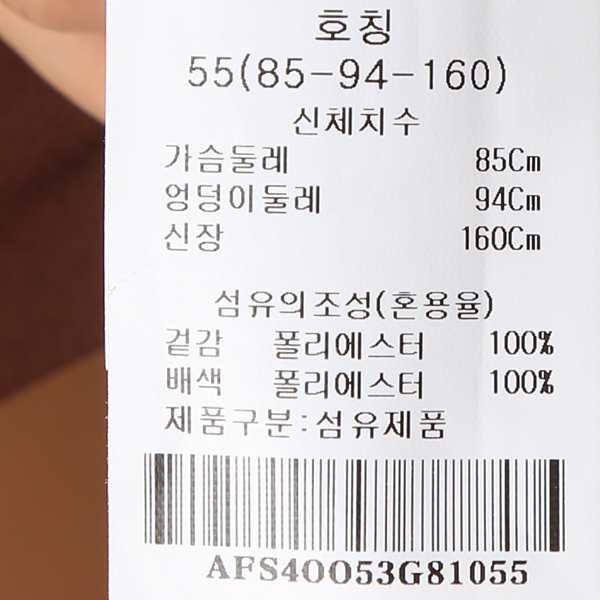 호칭
55(85-94-160)
신체치수
가슴둘레 85Cm
엉덩이둘레 94Cm
신장 160Cm
섬유의조성(혼용율)
겉감 폴리에스터 100%
배색 폴리에스터 100%
제품구분:섬유제품
AFS40O53G81055